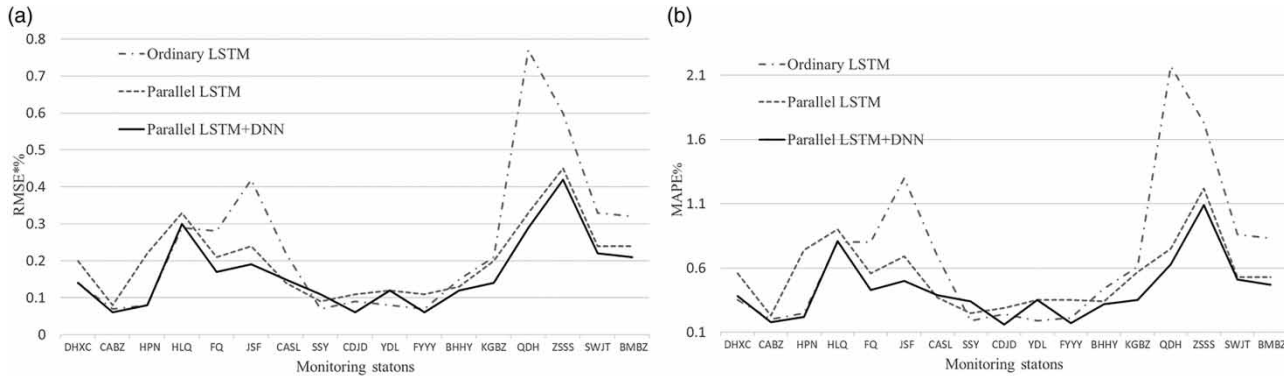 (a)
0.8
0.7
0.6
0.5
0.4
0.3
0.2
0.1
0
RMSE*%
Ordinary LSTM
Parallel LSTM
Parallel LSTM+DNN
DHXC CABZ HPN HLQ FQ JSF CASL SSY CDJD YDL FYYY BHHY KGBZ QDH ZSSS SWJT BMBZ
Monitoring statons
(b)
2.1
1.6
1.1
0.6
0.1
MAPE%
Ordinary LSTM
Parallel LSTM
Parallel LSTM+DNN
DHXC CABZ HPN HLQ FQ JSF CASL SSY CDJD YDL FYYY BHHY KGBZ QDH ZSSS SWJT BMBZ
Monitoring statons